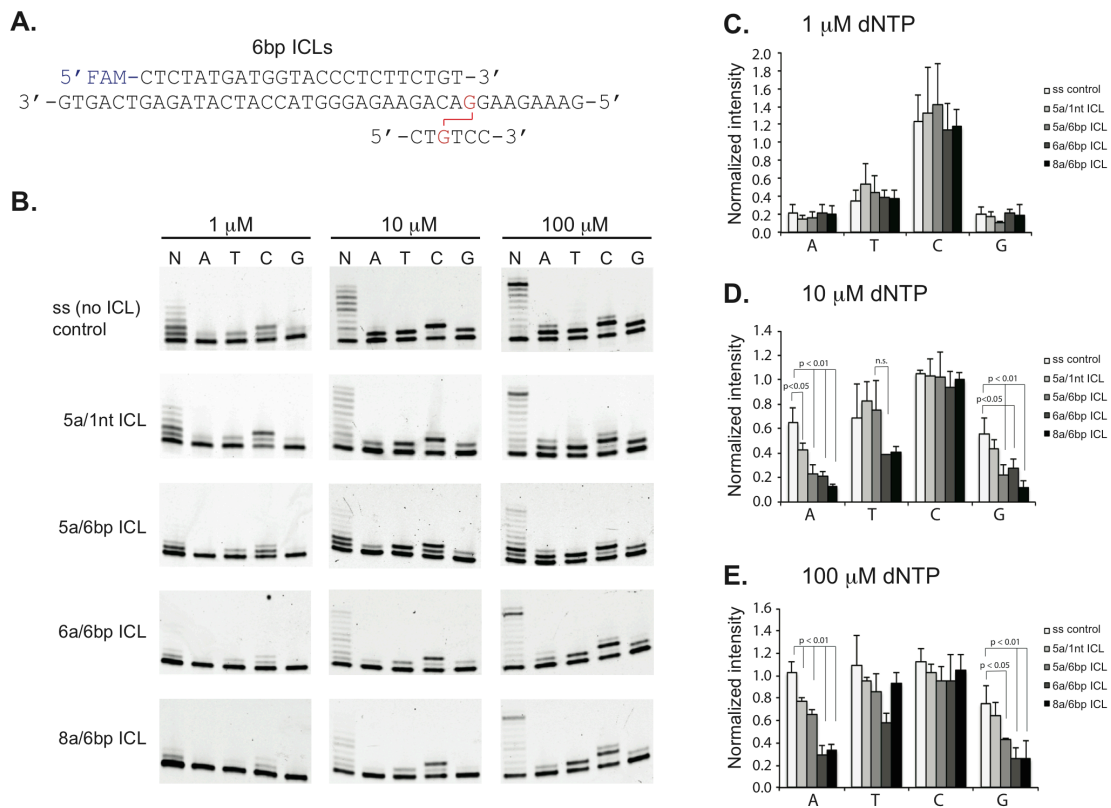 A.
6bp ICLs
5′ FAM-CTCTATGATGGTACCCTCTTCTGT-3′
3′-GTGACTGAGATACTACCATGGGAGAAGACAGGAAGAAAG-5′
5′-CTGTCC-3′
B.
1 μM 10 μM 100 μM
N A T C G N A T C G N A T C G
ss (no ICL)
control
5a/1nt ICL
5a/6bp ICL
6a/6bp ICL
8a/6bp ICL
C. 1 μM dNTP
Normalized intensity
2.0
1.8
1.6
1.4
1.2
1.0
0.8
0.6
0.4
0.2
0.0
A T C G
ss control
5a/1nt ICL
5a/6bp ICL
6a/6bp ICL
8a/6bp ICL
D. 10 μM dNTP
Normalized intensity
1.4
1.2
1.0
0.8
0.6
0.4
0.2
0.0
p < 0.01
p<0.05
n.s.
p < 0.01
p<0.05
A T C G
ss control
5a/1nt ICL
5a/6bp ICL
6a/6bp ICL
8a/6bp ICL
E. 100 μM dNTP
Normalized intensity
1.6
1.4
1.2
1.0
0.8
0.6
0.4
0.2
0.0
p < 0.01
p < 0.01
p < 0.05
A T C G
ss control
5a/1nt ICL
5a/6bp ICL
6a/6bp ICL
8a/6bp ICL